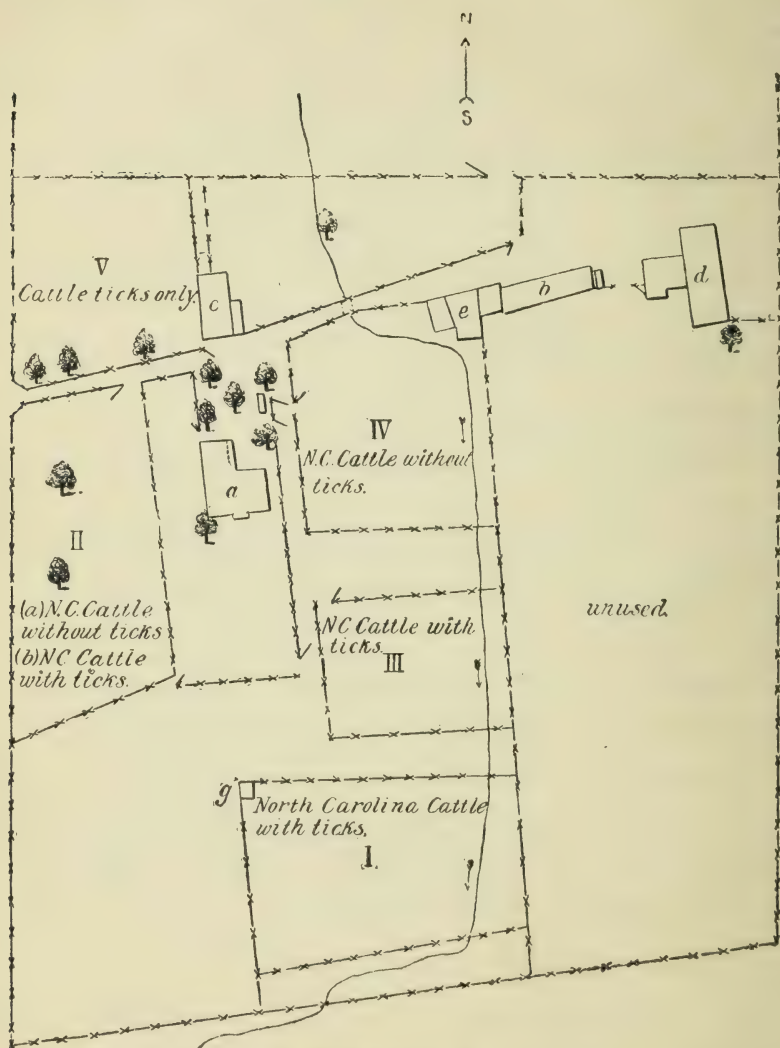 N
S
V
Cattle ticks only.
c
e
b
d
IV
N.C. Cattle without
ticks.
a
II
(a) N.C. Cattle
without ticks
(b) NC Cattle
with ticks.
unused.
NC Cattle with
ticks.
III
g
North Carolina Cattle
with ticks.
I.